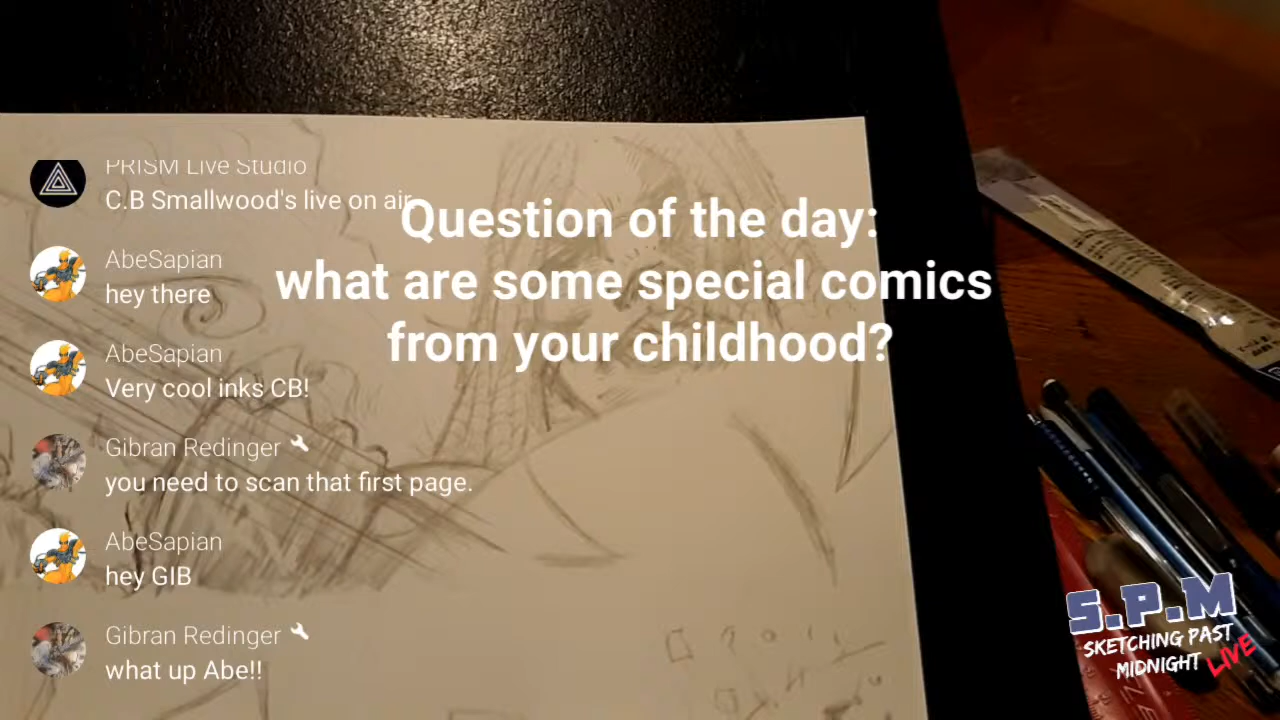 PRISM Live Studio
C.B Smallwood's live on air
Question of the day:
what are some special comics
from your childhood?
AbeSapian
hey there
AbeSapian
Very cool inks CB!
Gibran Redinger
you need to scan that first page.
AbeSapian
hey GIB
Gibran Redinger
what up Abe!!
S.P.M
SKETCHING PAST
MIDNIGHT LIVE